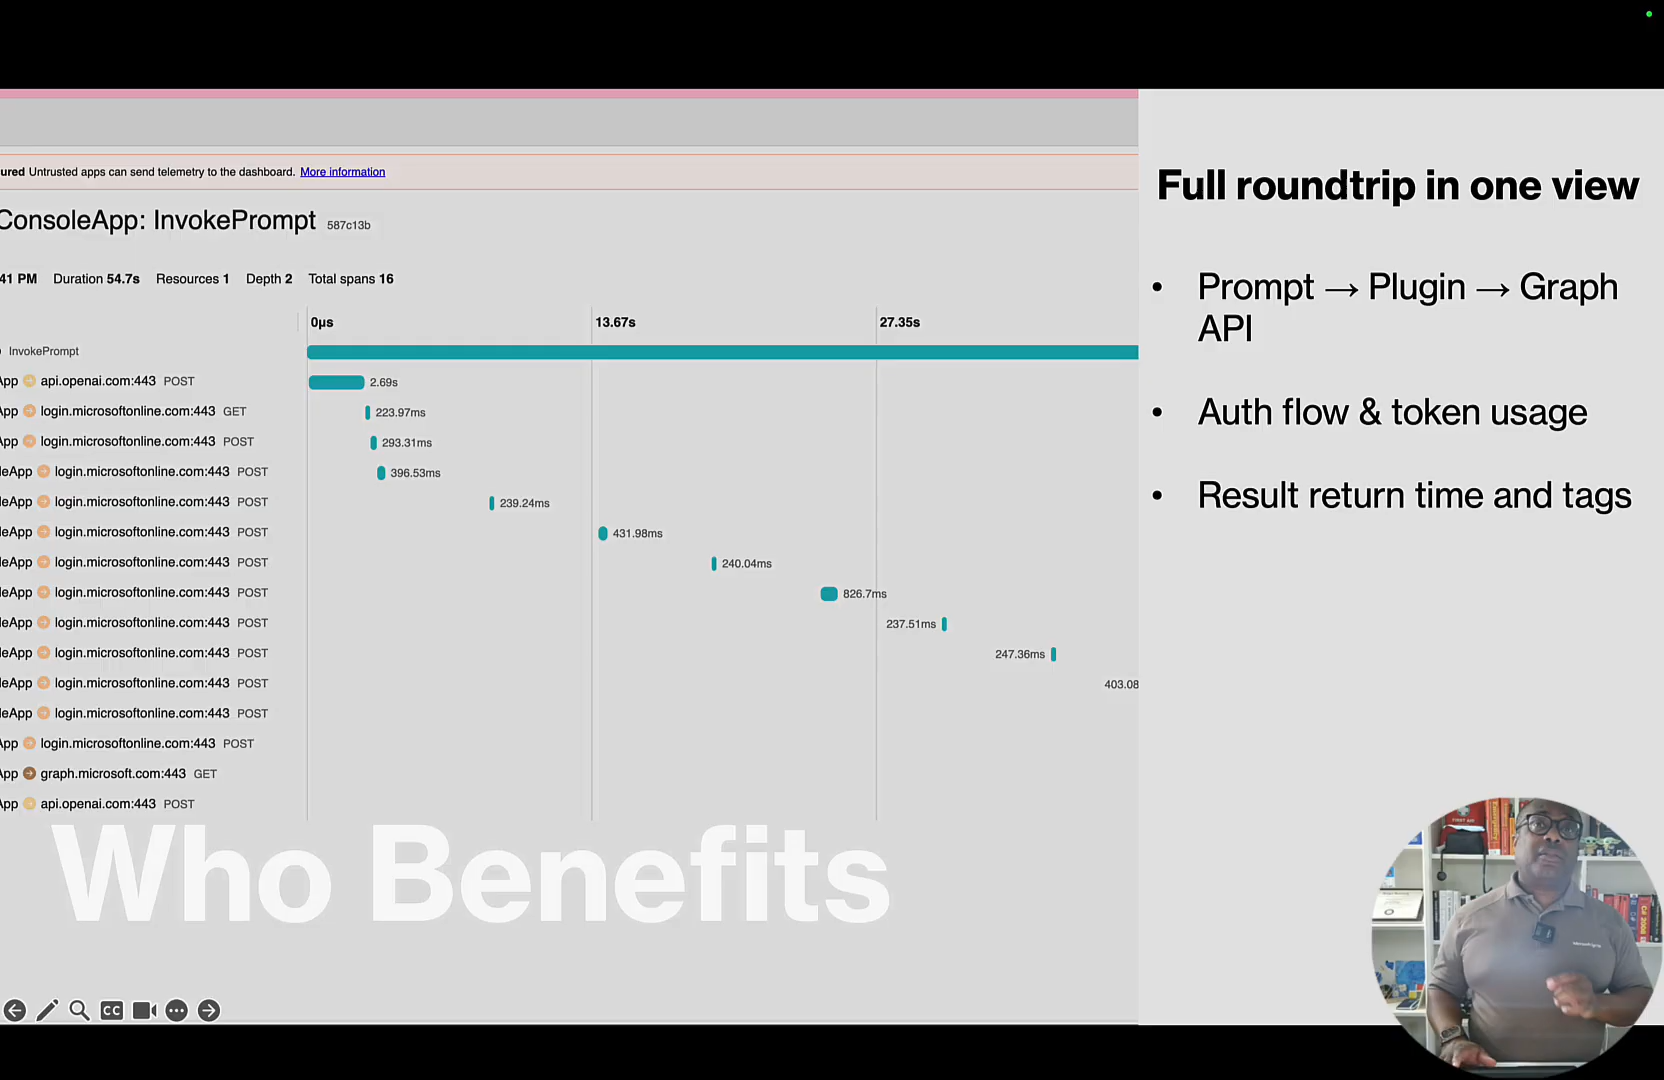 ured Untrusted apps can send telemetry to the dashboard. More information
ConsoleApp: InvokePrompt 587c13b
41 PM Duration 54.7s Resources 1 Depth 2 Total spans 16
0μs 13.67s 27.35s
InvokePrompt
App api.openai.com:443 POST 2.69s
App login.microsoftonline.com:443 GET 223.97ms
App login.microsoftonline.com:443 POST 293.31ms
leApp login.microsoftonline.com:443 POST 396.53ms
leApp login.microsoftonline.com:443 POST 239.24ms
leApp login.microsoftonline.com:443 POST 431.98ms
leApp login.microsoftonline.com:443 POST 240.04ms
leApp login.microsoftonline.com:443 POST 826.7ms
leApp login.microsoftonline.com:443 POST 237.51ms
leApp login.microsoftonline.com:443 POST 247.36ms
leApp login.microsoftonline.com:443 POST 403.08
leApp login.microsoftonline.com:443 POST
App login.microsoftonline.com:443 POST
App graph.microsoft.com:443 GET
App api.openai.com:443 POST
Who Benefits
CC
Full roundtrip in one view
• Prompt → Plugin → Graph
API
• Auth flow & token usage
• Result return time and tags
FIRST AID